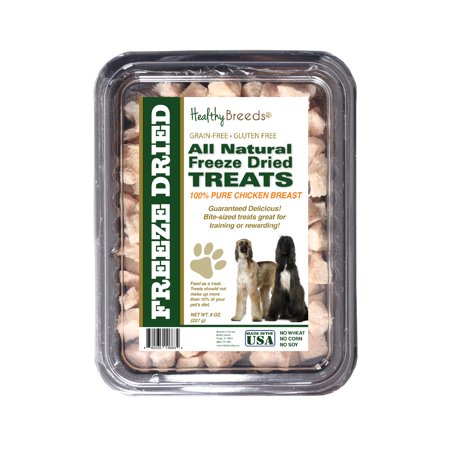 FREEZE DRIED
HealthyBreeds
GRAIN-FREE • GLUTEN FREE
All Natural
Freeze Dried
TREATS
100% PURE CHICKEN BREAST
Guaranteed Delicious!
Bite-sized treats great for
training or rewarding!
Feed as a treat.
Treats should not
make up more
than 10% of your
pet's diet.
NET WT. 8 OZ.
(227 g)
MADE IN THE
USA
NO WHEAT
NO CORN
NO SOY